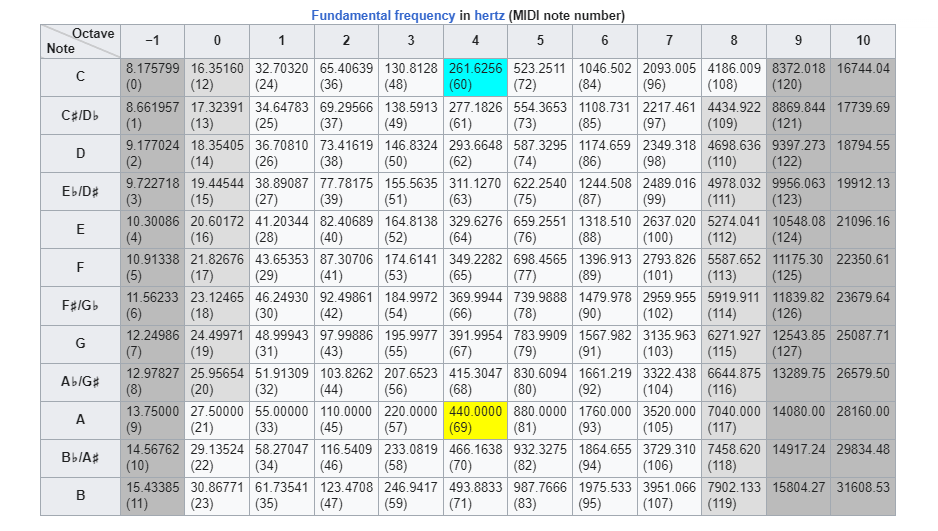 Fundamental frequency in hertz (MIDI note number)
Octave
Note
−1 0 1 2 3 4 5 6 7 8 9 10
C 8.175799 16.35160 32.70320 65.40639 130.8128 261.6256 523.2511 1046.502 2093.005 4186.009 8372.018 16744.04
(0) (12) (24) (36) (48) (60) (72) (84) (96) (108) (120)
C♯/D♭ 8.661957 17.32391 34.64783 69.29566 138.5913 277.1826 554.3653 1108.731 2217.461 4434.922 8869.844 17739.69
(1) (13) (25) (37) (49) (61) (73) (85) (97) (109) (121)
D 9.177024 18.35405 36.70810 73.41619 146.8324 293.6648 587.3295 1174.659 2349.318 4698.636 9397.273 18794.55
(2) (14) (26) (38) (50) (62) (74) (86) (98) (110) (122)
E♭/D♯ 9.722718 19.44544 38.89087 77.78175 155.5635 311.1270 622.2540 1244.508 2489.016 4978.032 9956.063 19912.13
(3) (15) (27) (39) (51) (63) (75) (87) (99) (111) (123)
E 10.30086 20.60172 41.20344 82.40689 164.8138 329.6276 659.2551 1318.510 2637.020 5274.041 10548.08 21096.16
(4) (16) (28) (40) (52) (64) (76) (88) (100) (112) (124)
F 10.91338 21.82676 43.65353 87.30706 174.6141 349.2282 698.4565 1396.913 2793.826 5587.652 11175.30 22350.61
(5) (17) (29) (41) (53) (65) (77) (89) (101) (113) (125)
F♯/G♭ 11.56233 23.12465 46.24930 92.49861 184.9972 369.9944 739.9888 1479.978 2959.955 5919.911 11839.82 23679.64
(6) (18) (30) (42) (54) (66) (78) (90) (102) (114) (126)
G 12.24986 24.49971 48.99943 97.99886 195.9977 391.9954 783.9909 1567.982 3135.963 6271.927 12543.85 25087.71
(7) (19) (31) (43) (55) (67) (79) (91) (103) (115) (127)
A♭/G♯ 12.97827 25.95654 51.91309 103.8262 207.6523 415.3047 830.6094 1661.219 3322.438 6644.875 13289.75 26579.50
(8) (20) (32) (44) (56) (68) (80) (92) (104) (116)
A 13.75000 27.50000 55.00000 110.0000 220.0000 440.0000 880.0000 1760.000 3520.000 7040.000 14080.00 28160.00
(9) (21) (33) (45) (57) (69) (81) (93) (105) (117)
B♭/A♯ 14.56762 29.13524 58.27047 116.5409 233.0819 466.1638 932.3275 1864.655 3729.310 7458.620 14917.24 29834.48
(10) (22) (34) (46) (58) (70) (82) (94) (106) (118)
B 15.43385 30.86771 61.73541 123.4708 246.9417 493.8833 987.7666 1975.533 3951.066 7902.133 15804.27 31608.53
(11) (23) (35) (47) (59) (71) (83) (95) (107) (119)